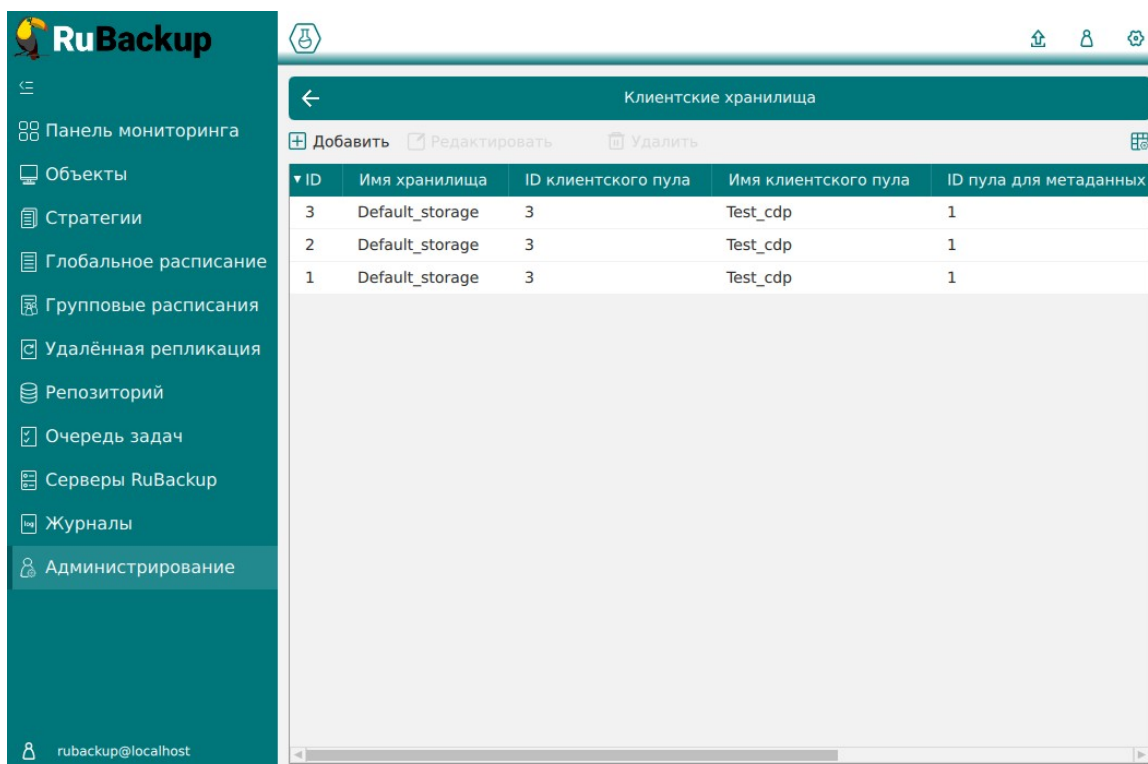 RuBackup
Панель мониторинга
Объекты
Стратегии
Глобальное расписание
Групповые расписания
Удалённая репликация
Репозиторий
Очередь задач
Серверы RuBackup
log Журналы
Администрирование
rubackup@localhost
Клиентские хранилища
Добавить Редактировать Удалить
ID Имя хранилища ID клиентского пула Имя клиентского пула ID пула для метаданных
3 Default_storage 3 Test_cdp 1
2 Default_storage 3 Test_cdp 1
1 Default_storage 3 Test_cdp 1